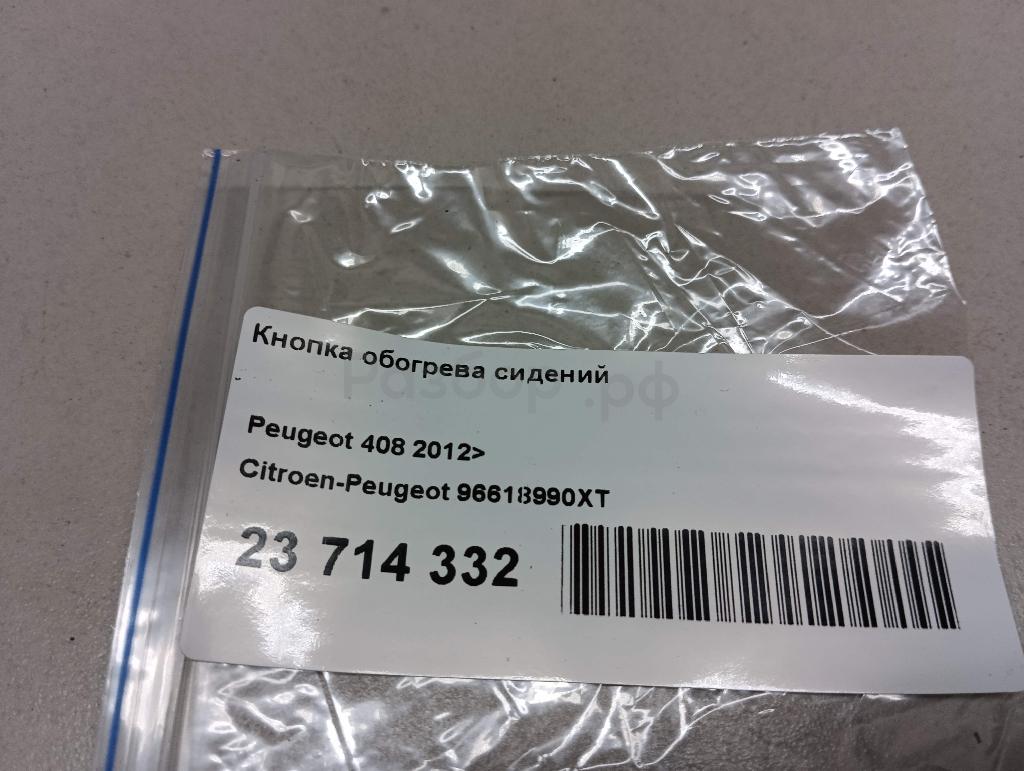 Кнопка обогрева сидений
Разбор.рф
Peugeot 408 2012>
Citroen-Peugeot 96618990XT
23 714 332